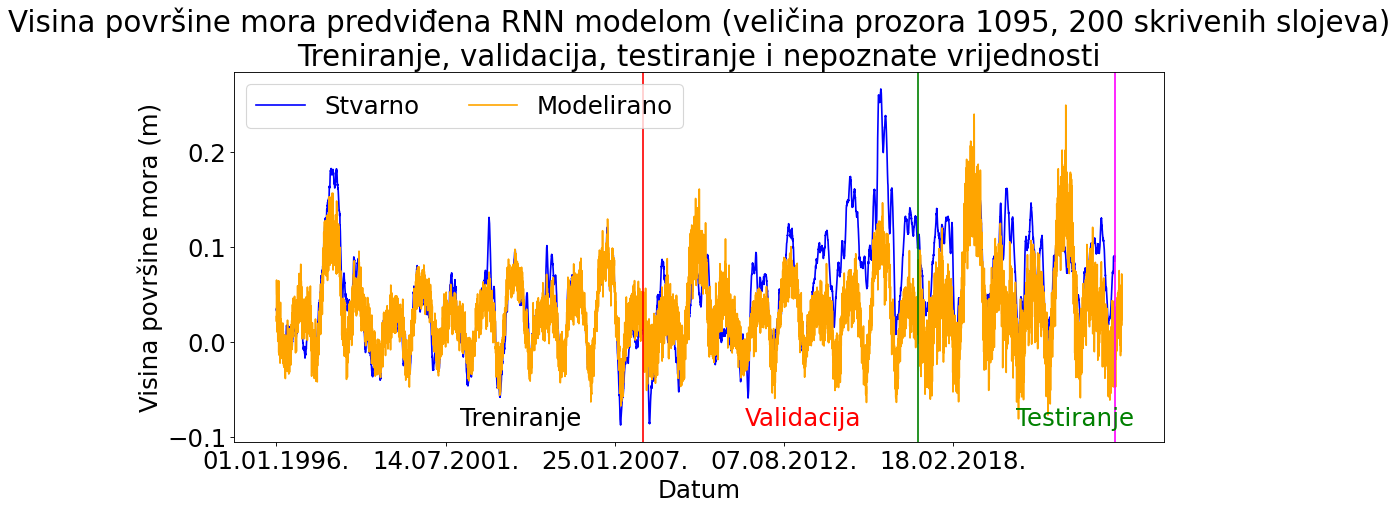 Visina površine mora predviđena RNN modelom (veličina prozora 1095, 200 skrivenih slojeva)
Treniranje, validacija, testiranje i nepoznate vrijednosti
Stvarno Modelirano
Visina površine mora (m)
0.2
0.1
0.0
−0.1
Treniranje Validacija Testiranje
01.01.1996. 14.07.2001. 25.01.2007. 07.08.2012. 18.02.2018.
Datum